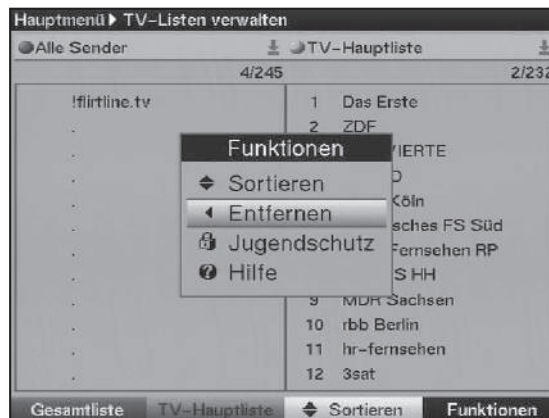 Hauptmenü ▶ TV-Listen verwalten
Alle Sender
TV-Hauptliste
4/245
2/232
!flirtline.tv
.
.
.
.
.
.
.
.
.
.
.
1 Das Erste
2 ZDF
IERTE
Köln
sches FS Süd
Fernsehen RP
S HH
9 MDR Sachsen
10 rbb Berlin
11 hr-fernsehen
12 3sat
Funktionen
Sortieren
Entfernen
Jugendschutz
Hilfe
Gesamtliste
TV-Hauptliste
Sortieren
Funktionen